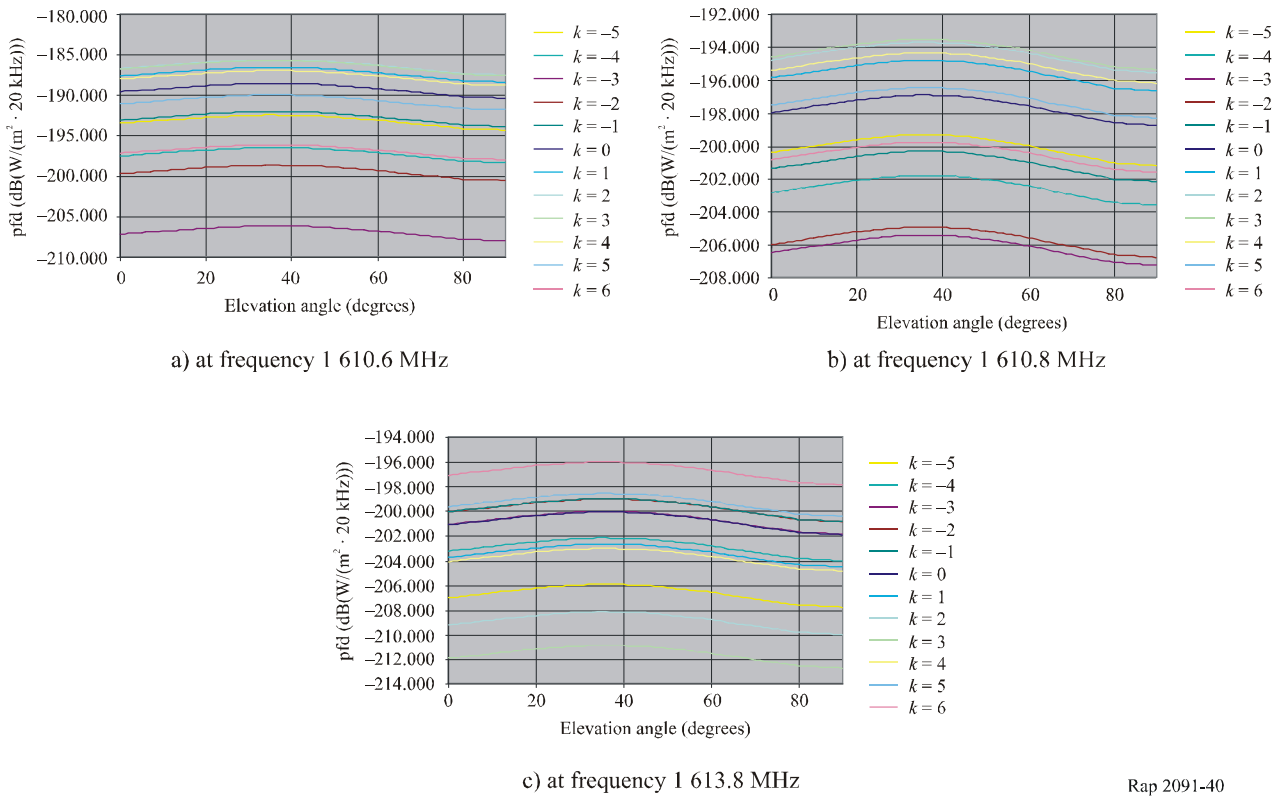 pfd (dB(W/(m² · 20 kHz)))
–180.000
–185.000
–190.000
–195.000
–200.000
–205.000
–210.000
0 20 40 60 80
Elevation angle (degrees)
k = –5
k = –4
k = –3
k = –2
k = –1
k = 0
k = 1
k = 2
k = 3
k = 4
k = 5
k = 6
a) at frequency 1 610.6 MHz
pfd (dB(W/(m² · 20 kHz)))
–192.000
–194.000
–196.000
–198.000
–200.000
–202.000
–204.000
–206.000
–208.000
0 20 40 60 80
Elevation angle (degrees)
k = –5
k = –4
k = –3
k = –2
k = –1
k = 0
k = 1
k = 2
k = 3
k = 4
k = 5
k = 6
b) at frequency 1 610.8 MHz
pfd (dB(W/(m² · 20 kHz)))
–194.000
–196.000
–198.000
–200.000
–202.000
–204.000
–206.000
–208.000
–210.000
–212.000
–214.000
0 20 40 60 80
Elevation angle (degrees)
k = –5
k = –4
k = –3
k = –2
k = –1
k = 0
k = 1
k = 2
k = 3
k = 4
k = 5
k = 6
c) at frequency 1 613.8 MHz
Rap 2091-40